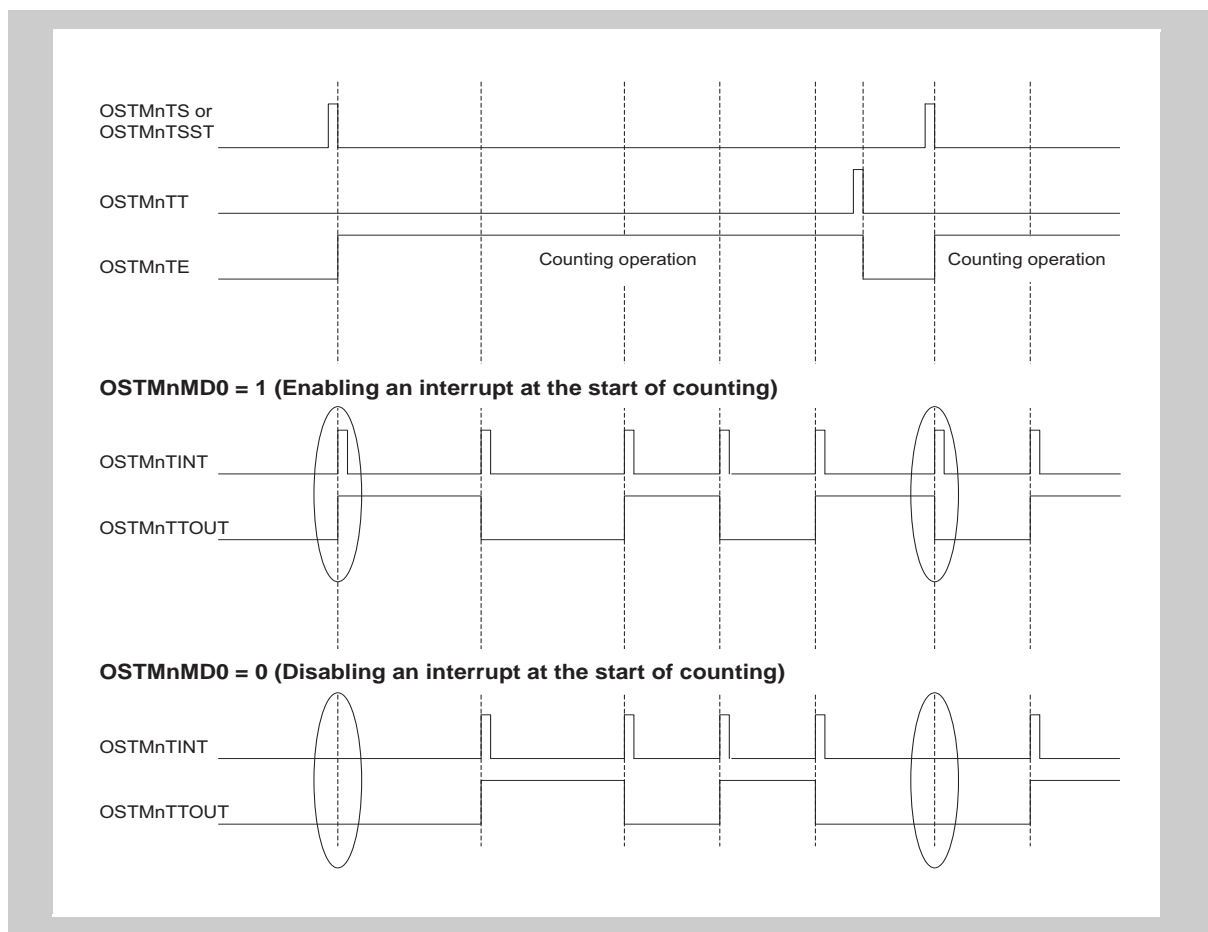 OSTMnTS or
OSTMnTSST
OSTMnTT
OSTMnTE
Counting operation
Counting operation
OSTMnMD0 = 1 (Enabling an interrupt at the start of counting)
OSTMnTINT
OSTMnTTOUT
OSTMnMD0 = 0 (Disabling an interrupt at the start of counting)
OSTMnTINT
OSTMnTTOUT